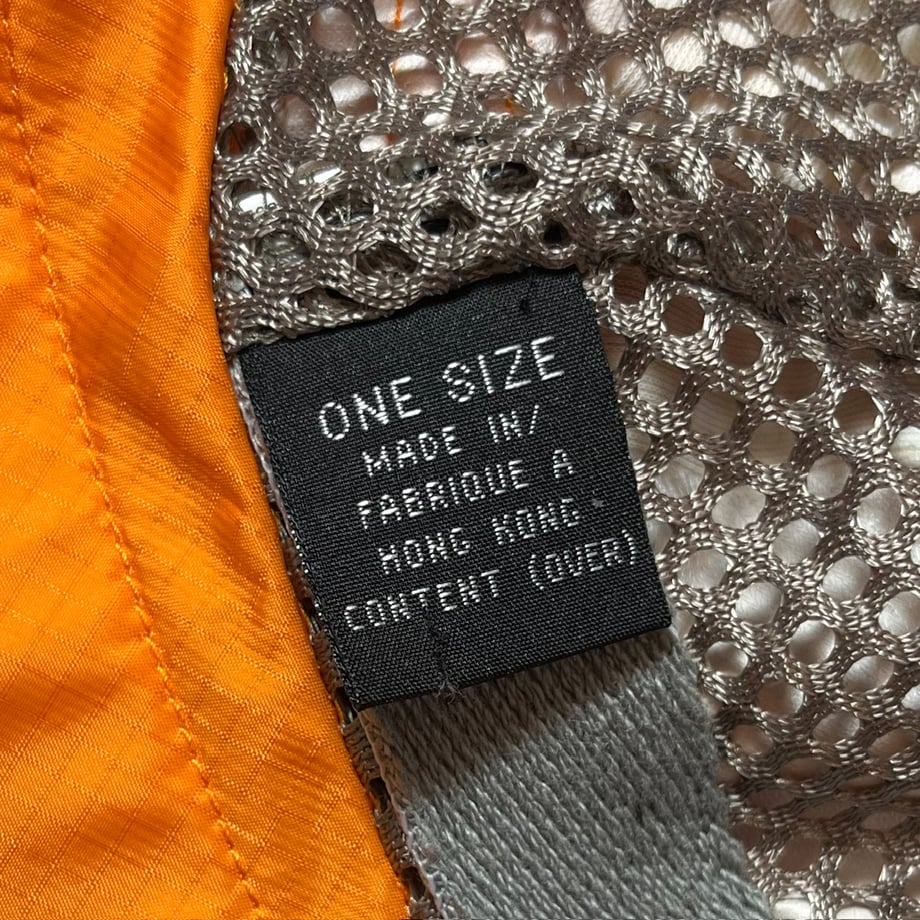 ONE SIZE
MADE IN/
FABRIQUE A
HONG KONG
CONTENT (OVER)